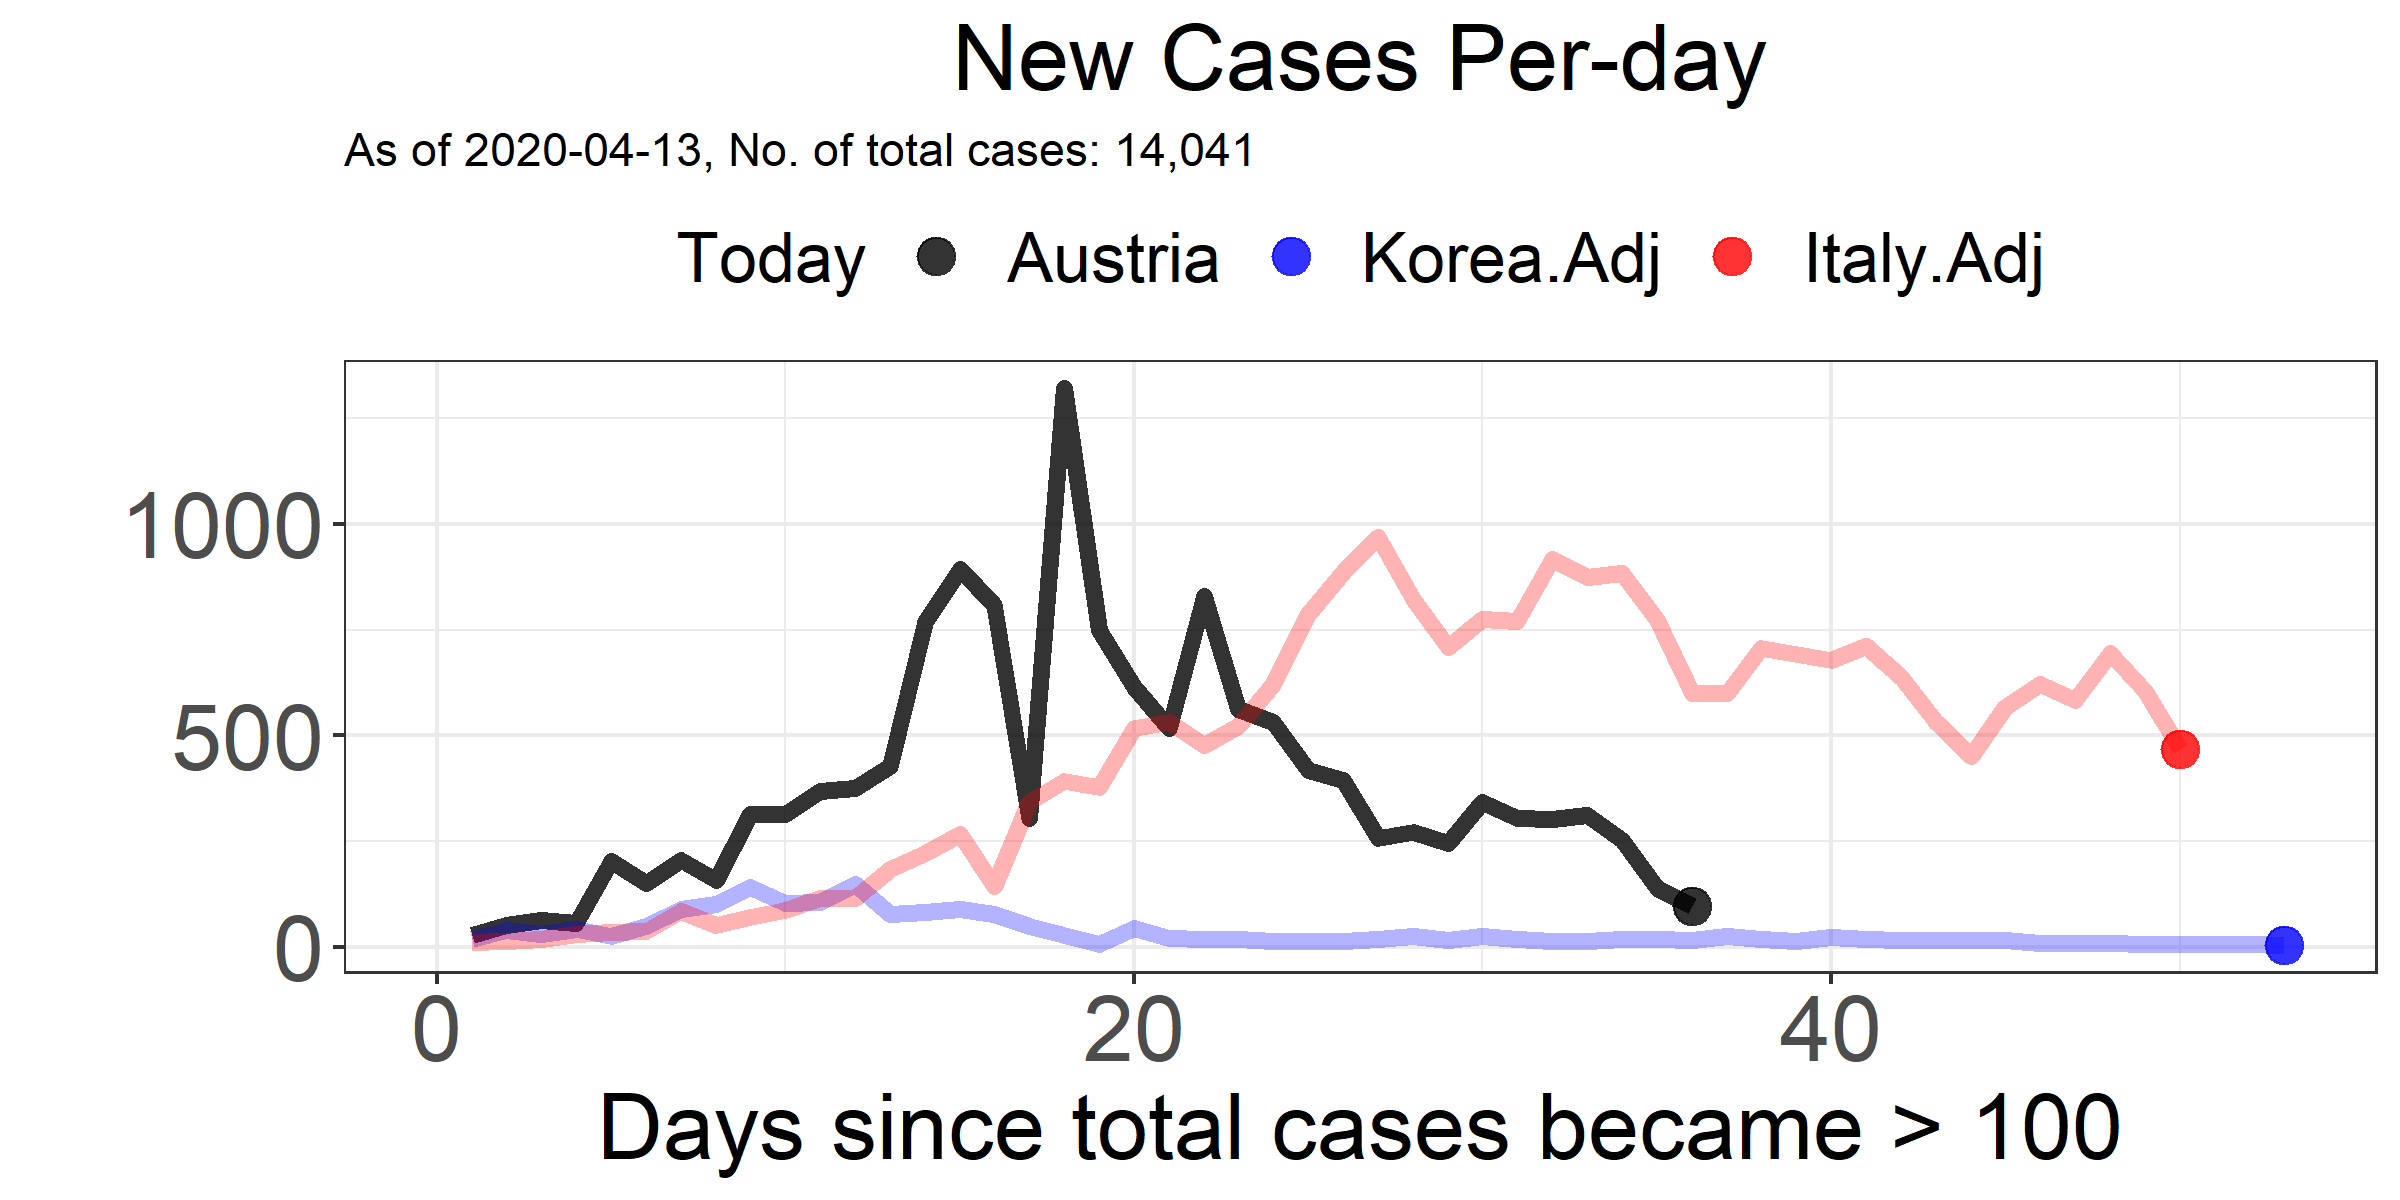 New Cases Per-day
As of 2020-04-13, No. of total cases: 14,041
Today Austria Korea.Adj Italy.Adj
1000
500
0
0 20 40
Days since total cases became > 100